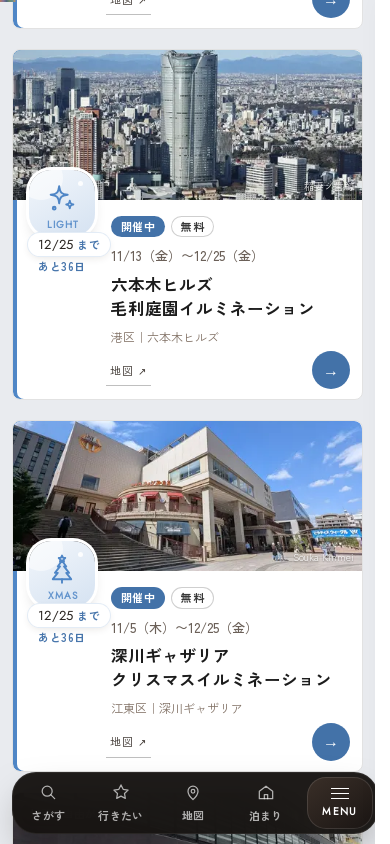 地図 ↗
→
LIGHT
12/25 まで
あと36日
開催中
無料
11/13（金）〜12/25（金）
六本木ヒルズ
毛利庭園イルミネーション
港区｜六本木ヒルズ
地図 ↗
→
XMAS
12/25 まで
あと36日
開催中
無料
11/5（木）〜12/25（金）
深川ギャザリア
クリスマスイルミネーション
江東区｜深川ギャザリア
地図 ↗
→
さがす
行きたい
地図
泊まり
MENU